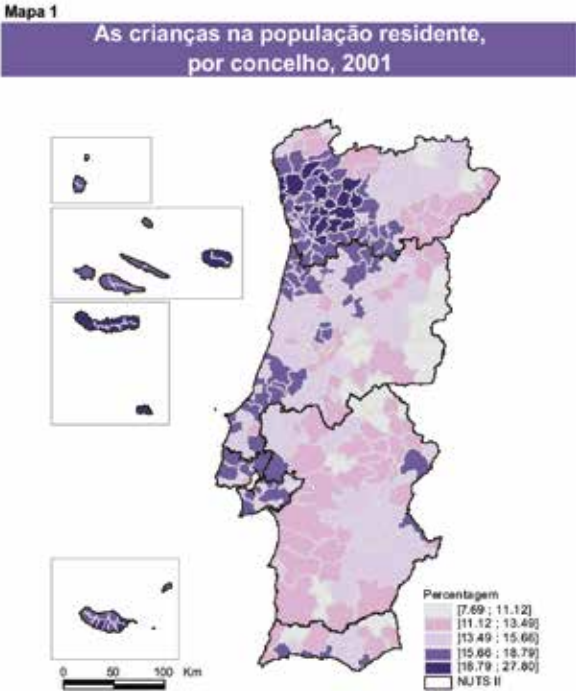 Mapa 1
As crianças na população residente,
por concelho, 2001
Percentagem
[7.69 ; 11.12]
]11.12 ; 13.49]
]13.49 ; 15.66]
]15.66 ; 18.79]
]18.79 ; 27.80]
NUTS II
0 50 100 Km